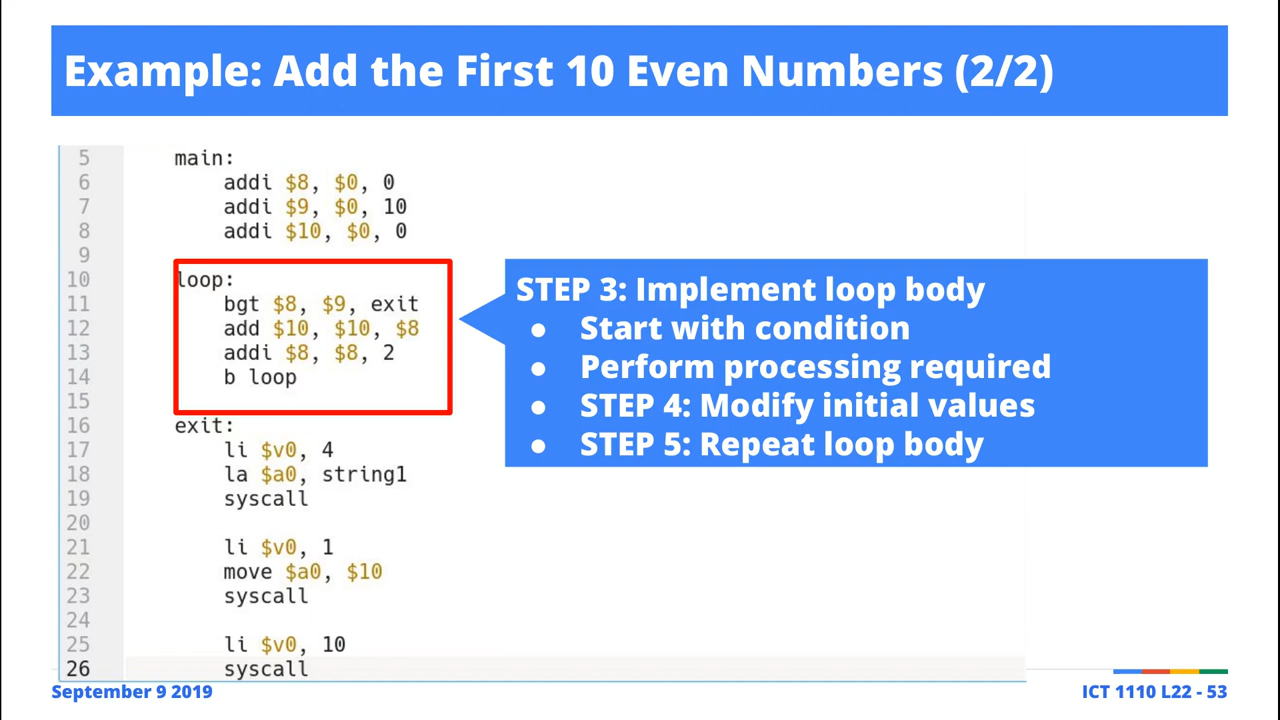 Example: Add the First 10 Even Numbers (2/2)
5 main:
6 addi $8, $0, 0
7 addi $9, $0, 10
8 addi $10, $0, 0
9
10 loop:
11 bgt $8, $9, exit
12 add $10, $10, $8
13 addi $8, $8, 2
14 b loop
15
16 exit:
17 li $v0, 4
18 la $a0, string1
19 syscall
20
21 li $v0, 1
22 move $a0, $10
23 syscall
24
25 li $v0, 10
26 syscall
STEP 3: Implement loop body
● Start with condition
● Perform processing required
● STEP 4: Modify initial values
● STEP 5: Repeat loop body
September 9 2019
ICT 1110 L22 - 53